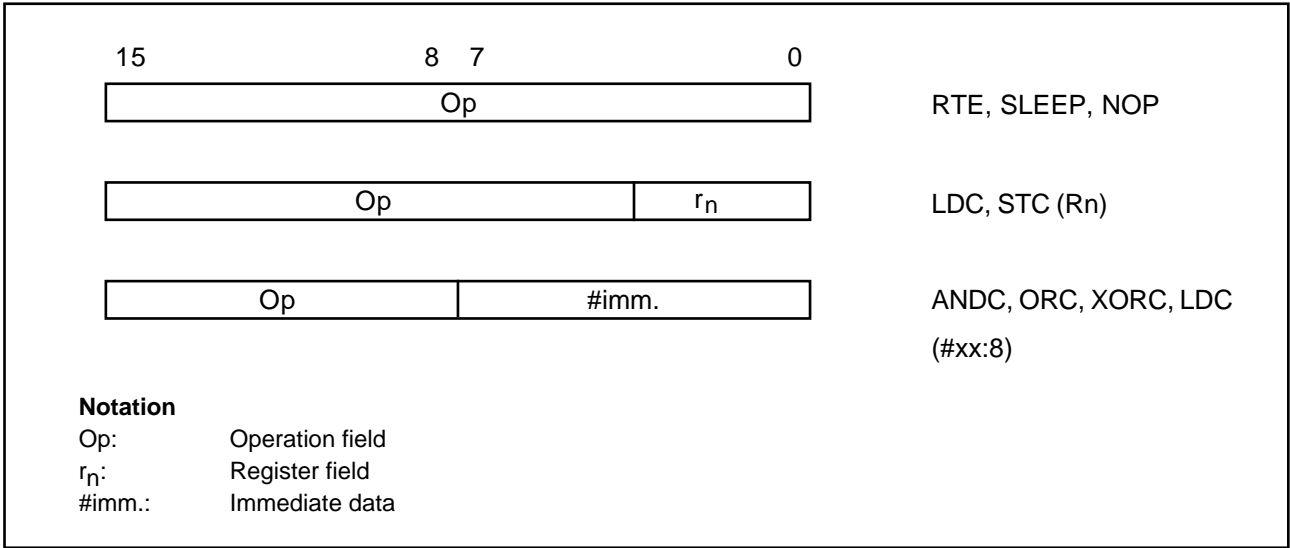 15 8 7 0
Op RTE, SLEEP, NOP
Op rn LDC, STC (Rn)
Op #imm. ANDC, ORC, XORC, LDC
(#xx:8)
Notation
Op: Operation field
rn: Register field
#imm.: Immediate data